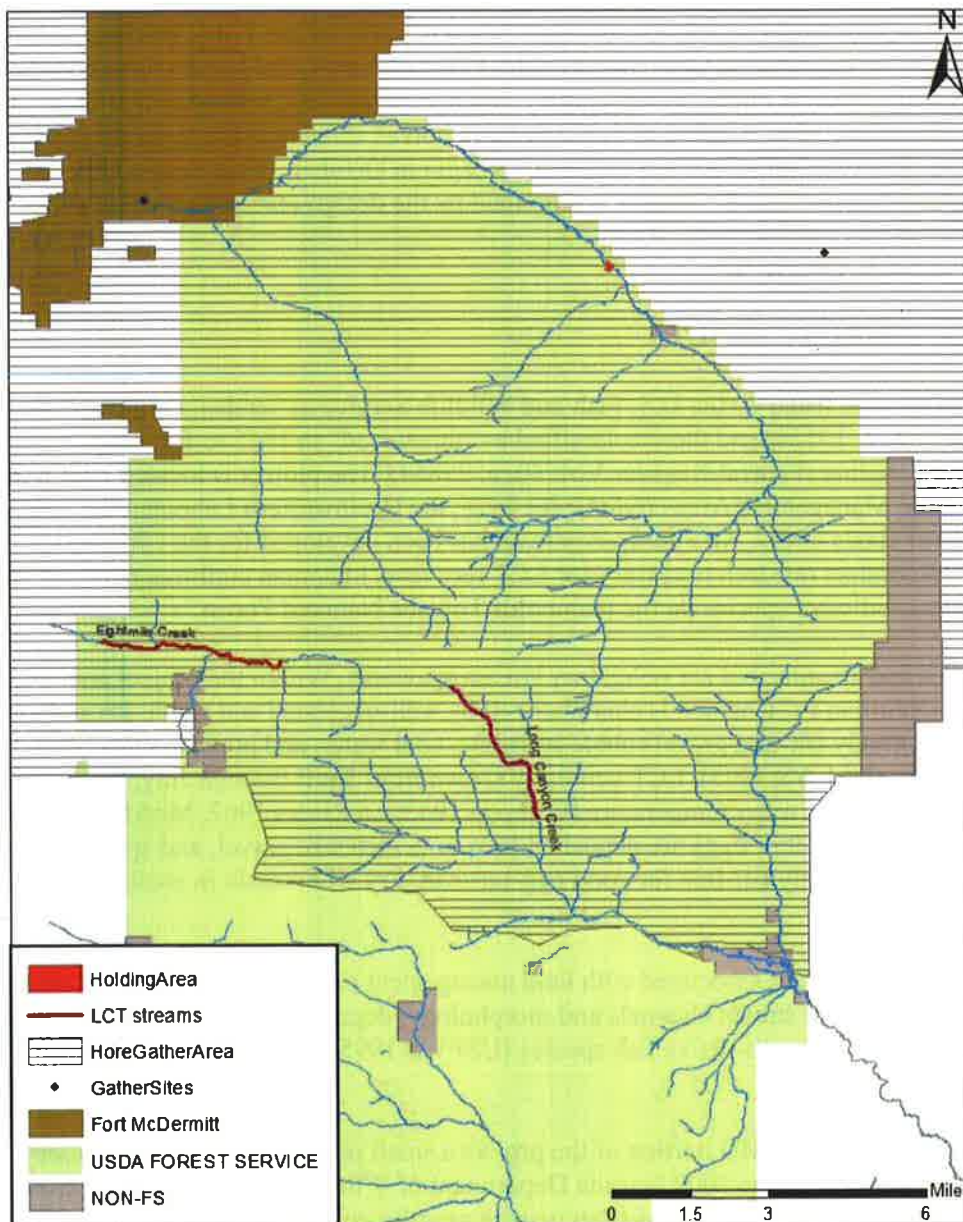 N
Eightmile Creek
Long Canyon Creek
HoldingArea
LCT streams
HoreGatherArea
GatherSites
Fort McDermitt
USDA FOREST SERVICE
NON-FS
Mile
0 1.5 3 6